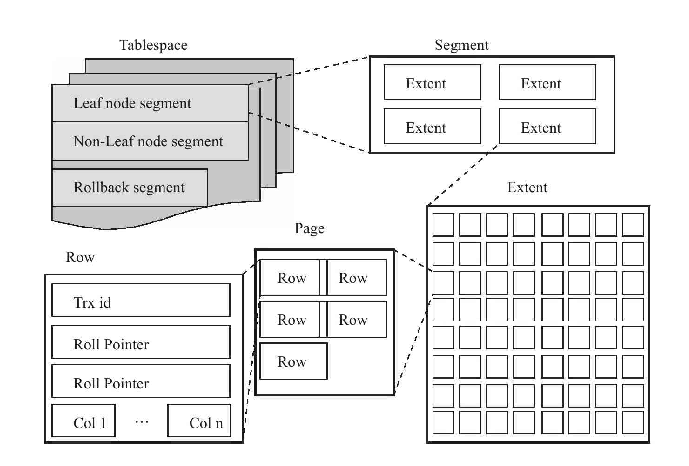 Tablespace
Leaf node segment
Non-Leaf node segment
Rollback segment
Segment
Extent Extent
Extent Extent
Extent
Page
Row Row
Row Row
Row
Row
Trx id
Roll Pointer
Roll Pointer
Col 1 ... Col n